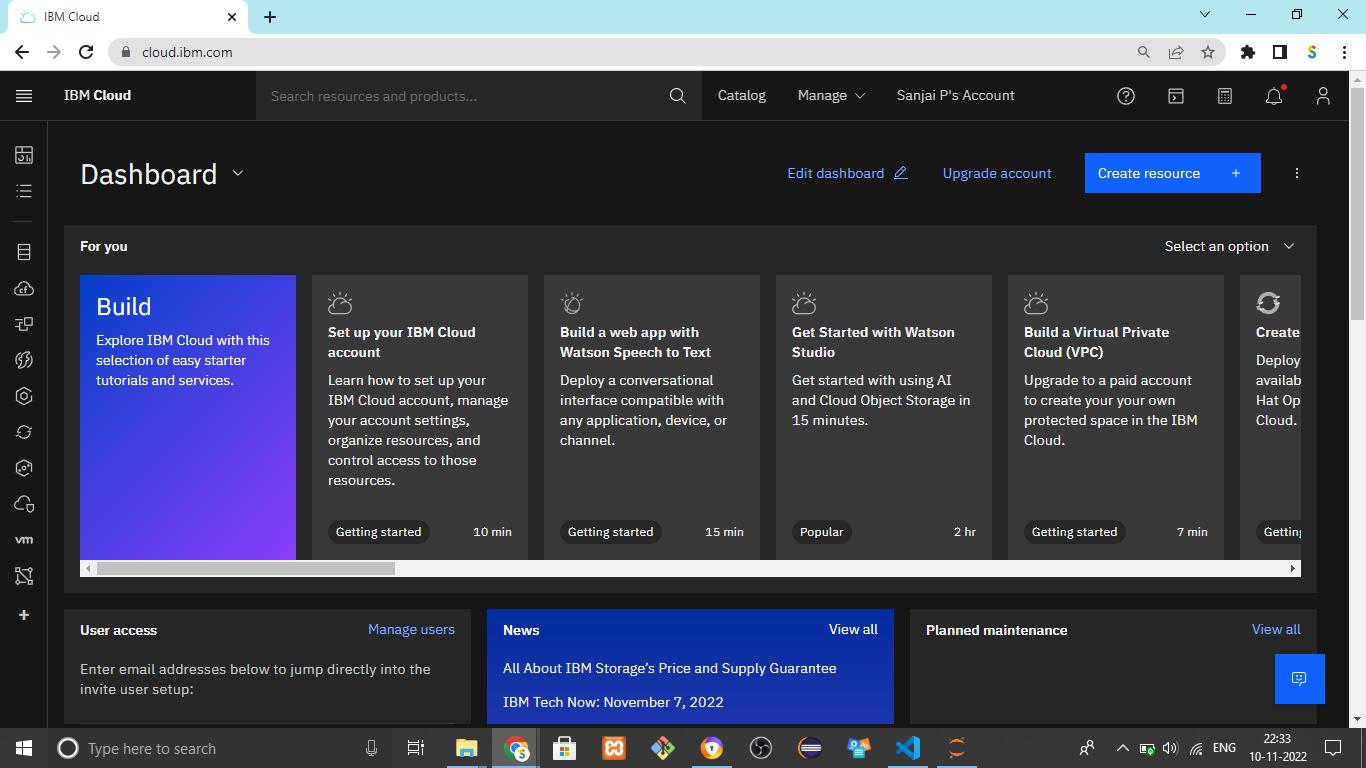 IBM Cloud
cloud.ibm.com
IBM Cloud
Search resources and products...
Catalog
Manage
Sanjai P's Account
Dashboard
Edit dashboard
Upgrade account
Create resource +
For you
Select an option
Build
Explore IBM Cloud with this
selection of easy starter
tutorials and services.
Set up your IBM Cloud
account
Learn how to set up your
IBM Cloud account, manage
your account settings,
organize resources, and
control access to those
resources.
Getting started
10 min
Build a web app with
Watson Speech to Text
Deploy a conversational
interface compatible with
any application, device, or
channel.
Getting started
15 min
Get Started with Watson
Studio
Get started with using AI
and Cloud Object Storage in
15 minutes.
Popular
2 hr
Build a Virtual Private
Cloud (VPC)
Upgrade to a paid account
to create your your own
protected space in the IBM
Cloud.
Getting started
7 min
Create
Deploy
availab
Hat Op
Cloud.
Getting
vm
User access
Manage users
Enter email addresses below to jump directly into the
invite user setup:
News
View all
All About IBM Storage's Price and Supply Guarantee
IBM Tech Now: November 7, 2022
Planned maintenance
View all
Type here to search
ENG
22:33
10-11-2022